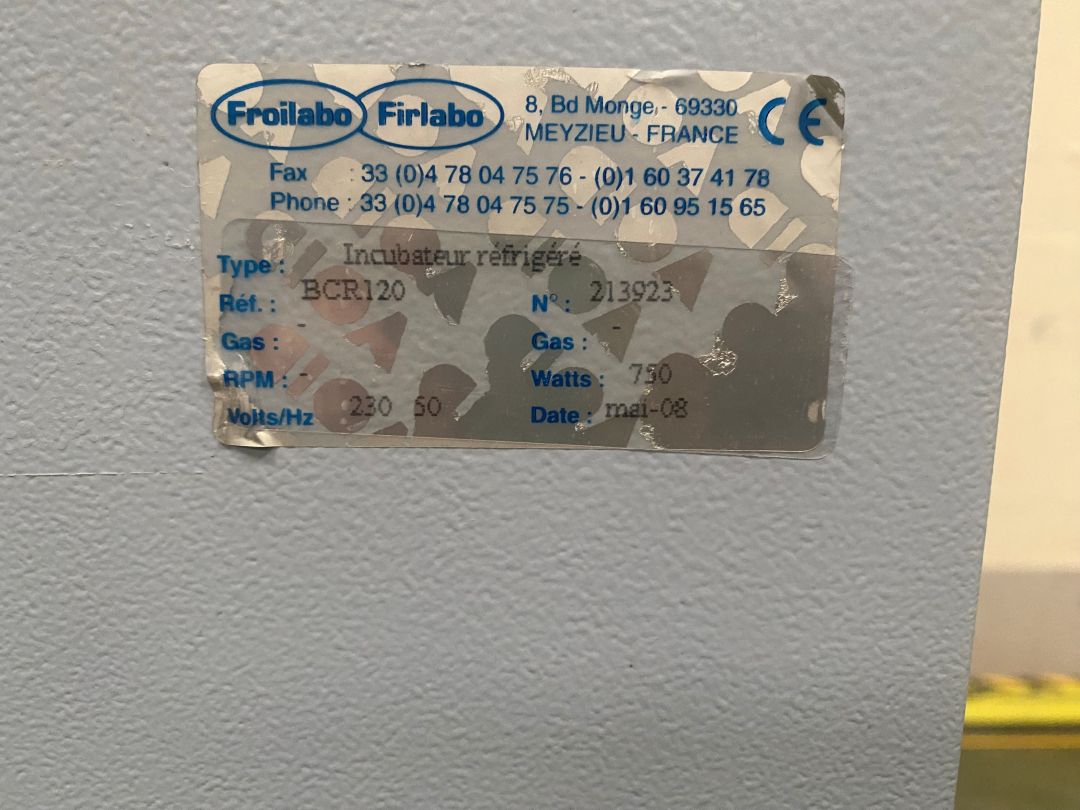 Froilabo Firlabo
8, Bd Monge - 69330
MEYZIEU - FRANCE
CE
Fax : 33 (0)4 78 04 75 76 - (0)1 60 37 41 78
Phone : 33 (0)4 78 04 75 75 - (0)1 60 95 15 65
Type : Incubateur réfrigéré
Réf. : BCR120 N° : 213923
Gas : - Gas : -
RPM : - Watts : 750
Volts/Hz 230 50
Date : mai-08